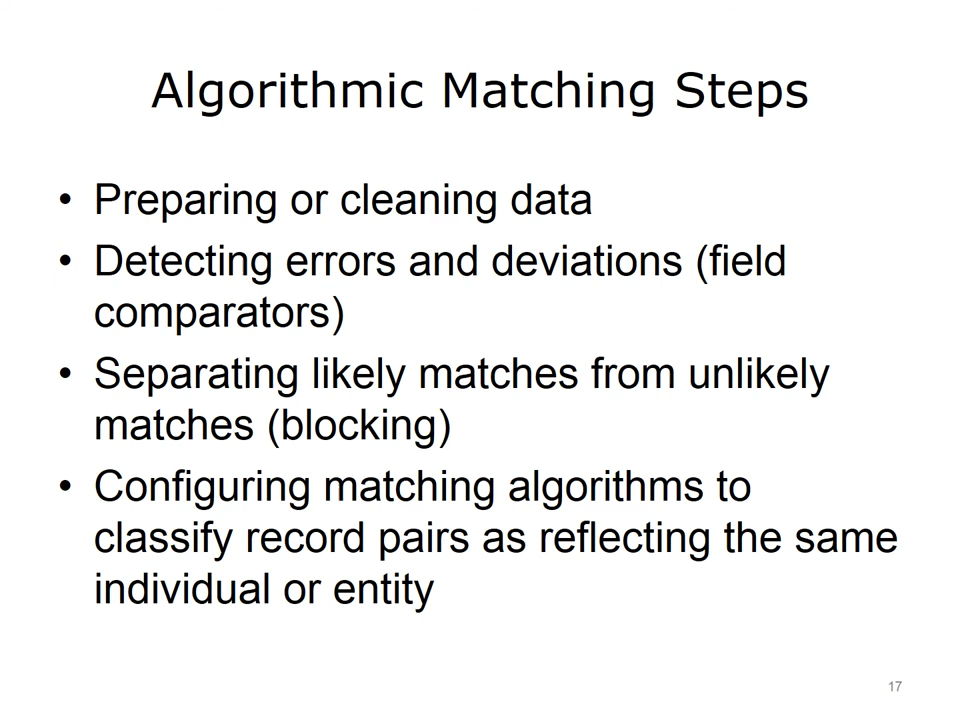 Algorithmic Matching Steps
• Preparing or cleaning data
• Detecting errors and deviations (field
comparators)
• Separating likely matches from unlikely
matches (blocking)
• Configuring matching algorithms to
classify record pairs as reflecting the same
individual or entity
17